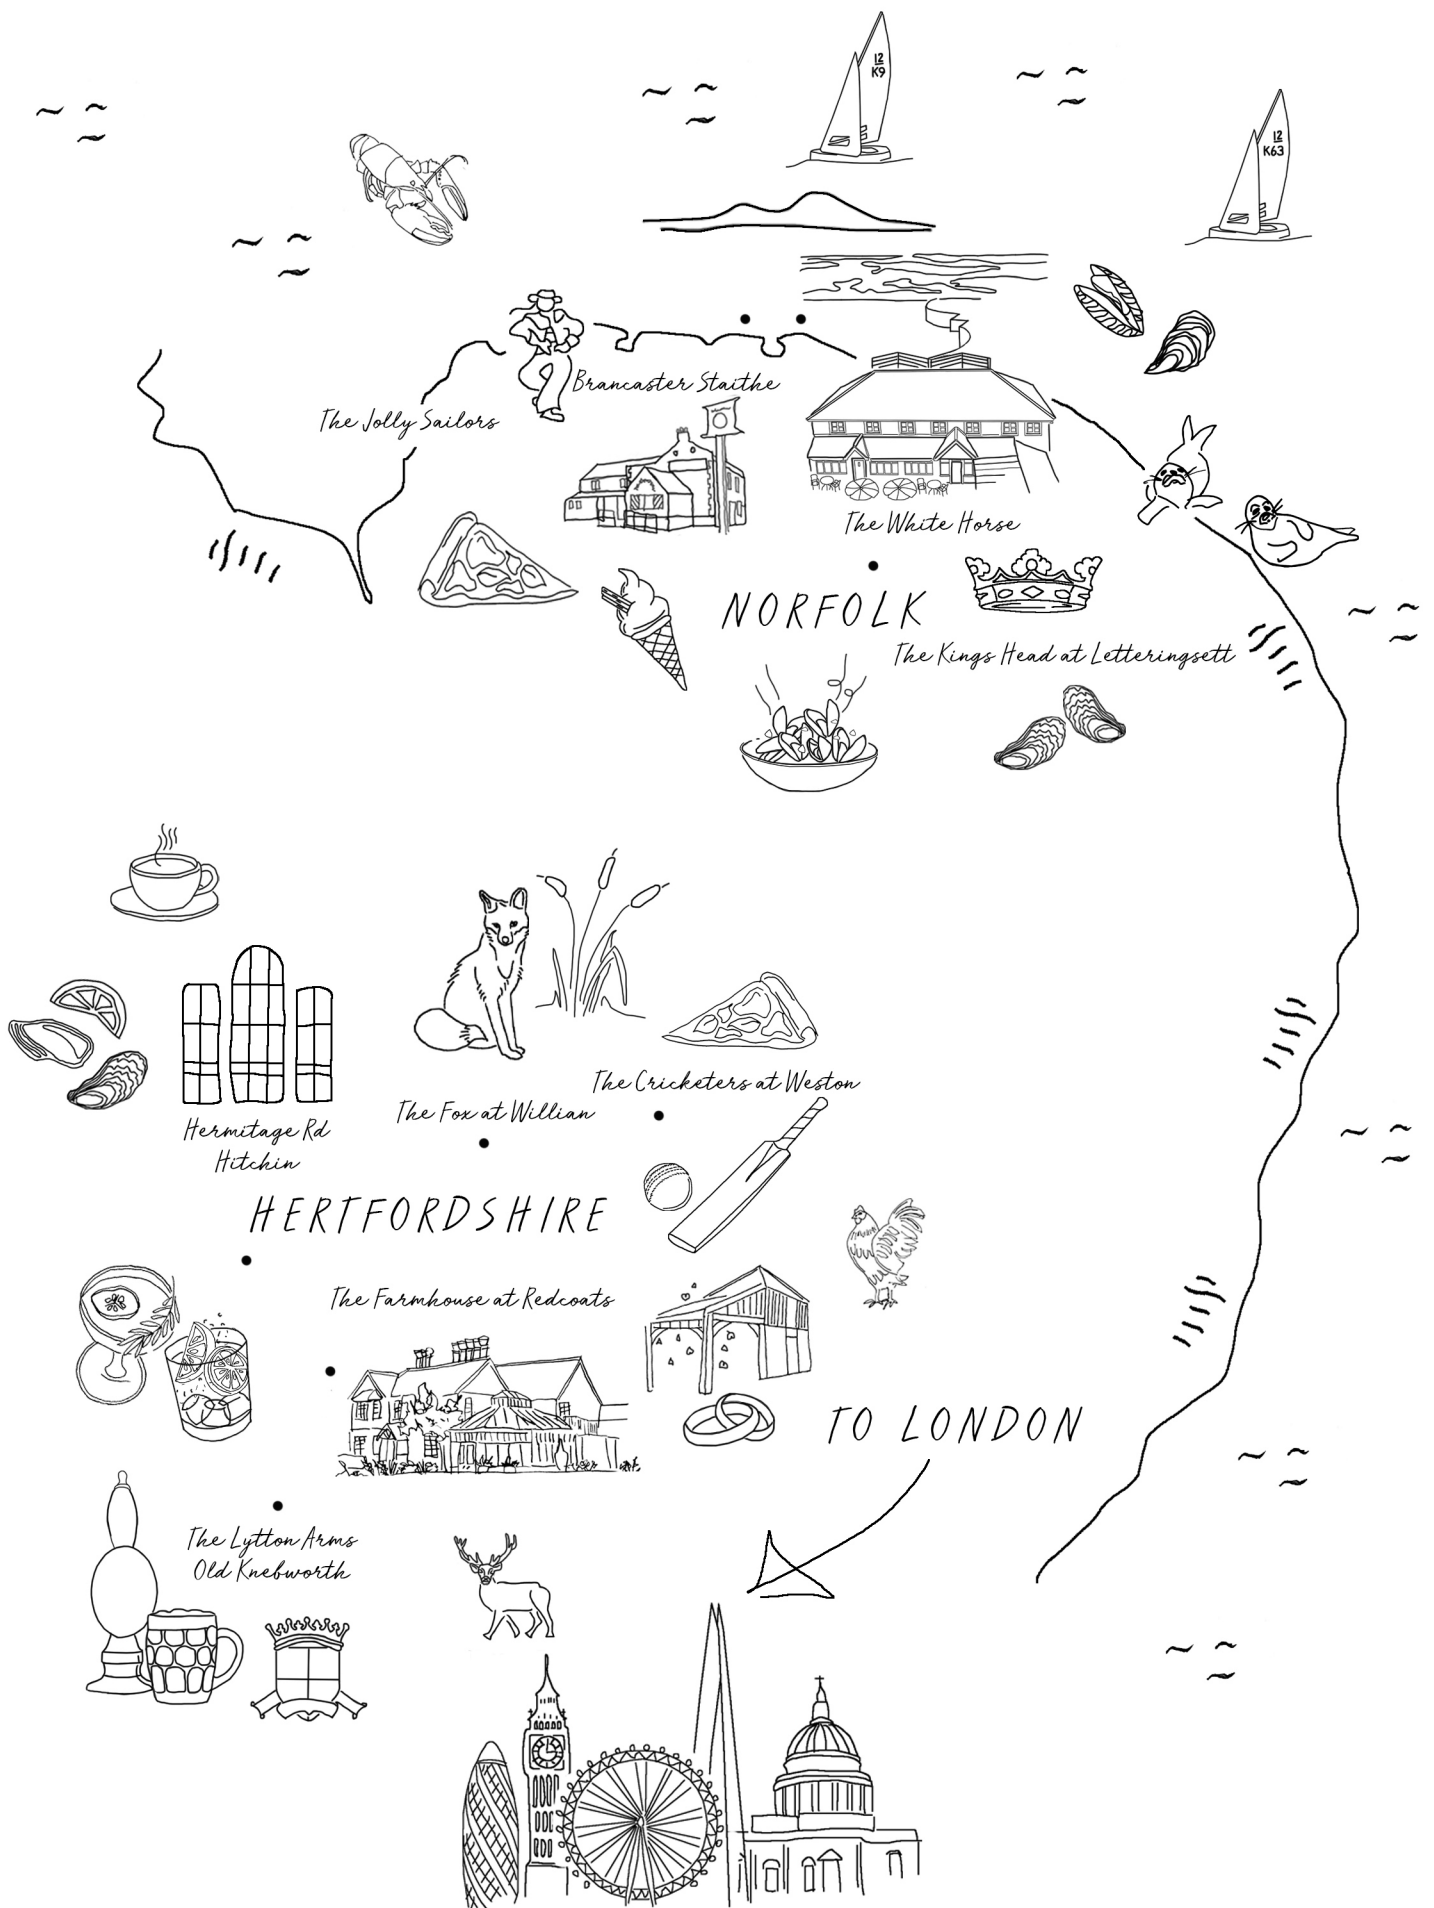 12
K9
12
K63
Brancaster Staithe
The Jolly Sailors
The White Horse
NORFOLK
The Kings Head at Letteringsett
The Cricketers at Weston
The Fox at Willian
Hermitage Rd
Hitchin
HERTFORDSHIRE
The Farmhouse at Redcoats
TO LONDON
The Lytton Arms
Old Knebworth